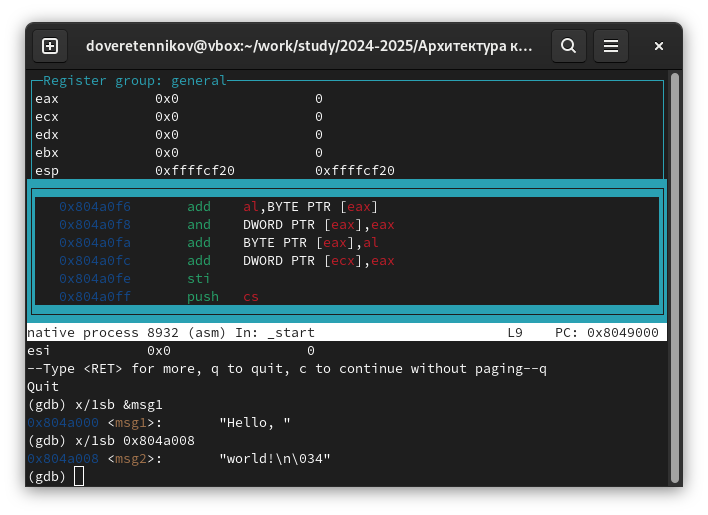 doveretennikov@vbox:~/work/study/2024-2025/Архитектура к...
Register group: general
eax 0x0 0
ecx 0x0 0
edx 0x0 0
ebx 0x0 0
esp 0xffffcf20 0xffffcf20
0x804a0f6 add al,BYTE PTR [eax]
0x804a0f8 and DWORD PTR [eax],eax
0x804a0fa add BYTE PTR [eax],al
0x804a0fc add DWORD PTR [ecx],eax
0x804a0fe sti
0x804a0ff push cs
native process 8932 (asm) In: _start L9 PC: 0x8049000
esi 0x0 0
--Type <RET> for more, q to quit, c to continue without paging--q
Quit
(gdb) x/1sb &msg1
0x804a000 <msg1>: "Hello, "
(gdb) x/1sb 0x804a008
0x804a008 <msg2>: "world!\n\034"
(gdb)